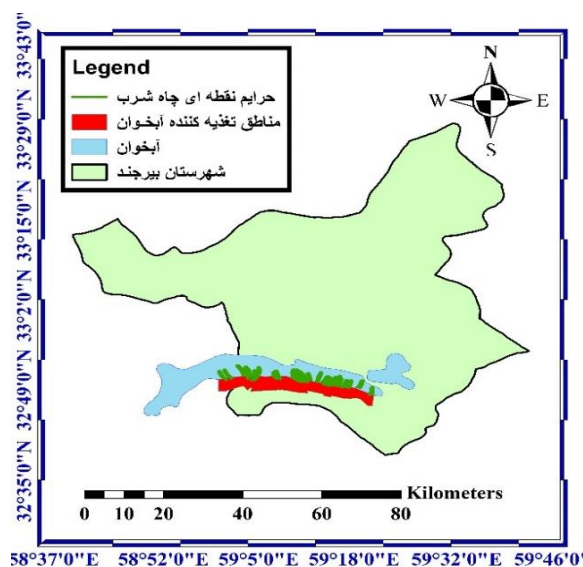 Legend
حرایم نقطه ای چاه شرب
مناطق تغذیه کننده آبخوان
آبخوان
شهرستان بیرجند
N
W E
S
33°43'0"N
33°29'0"N
33°15'0"N
33°2'0"N
32°49'0"N
32°35'0"N
Kilometers
0 15 40 60 80
58°37'0"E 58°52'0"E 59°5'0"E 59°18'0"E 59°32'0"E 59°46'0"E